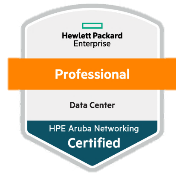 Hewlett Packard
Enterprise
Professional
Data Center
HPE Aruba Networking
Certified